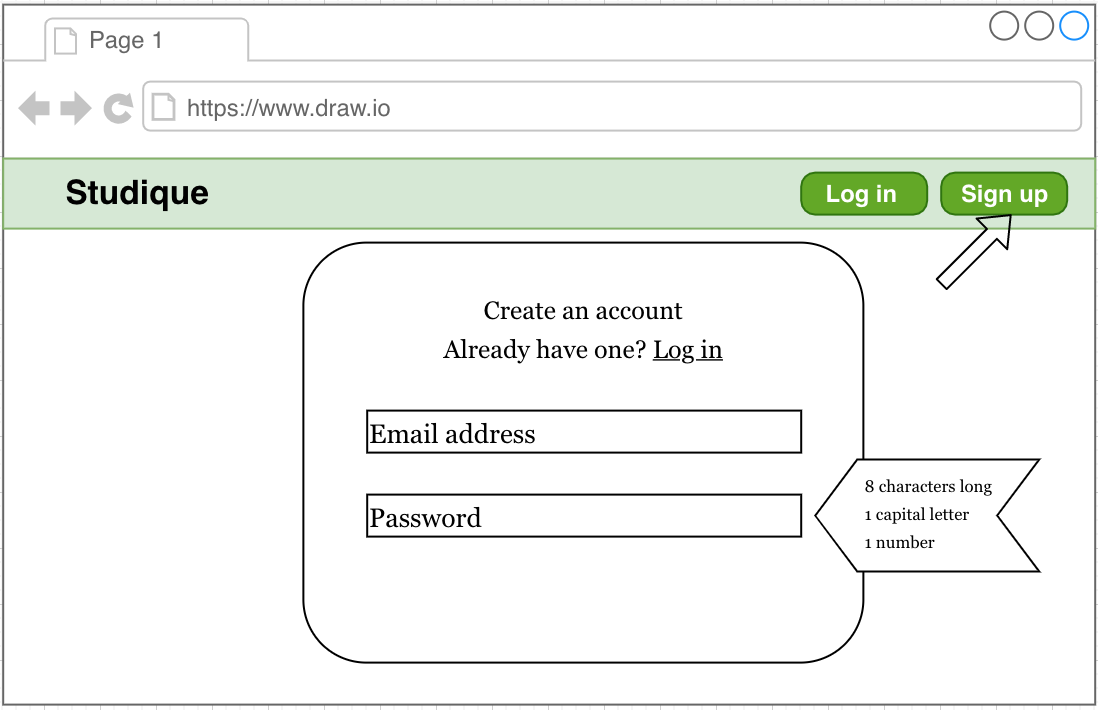 Page 1
https://www.draw.io
Studique
Log in
Sign up
Create an account
Already have one? Log in
Email address
Password
8 characters long
1 capital letter
1 number